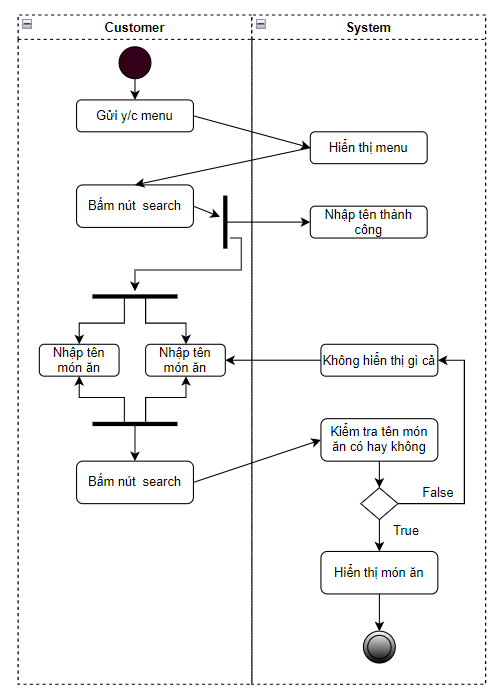 Customer
System
Gửi y/c menu
Hiển thị menu
Bấm nút search
Nhập tên thành
công
Nhập tên
món ăn
Nhập tên
món ăn
Không hiển thị gì cả
Kiểm tra tên món
ăn có hay không
Bấm nút search
False
True
Hiển thị món ăn